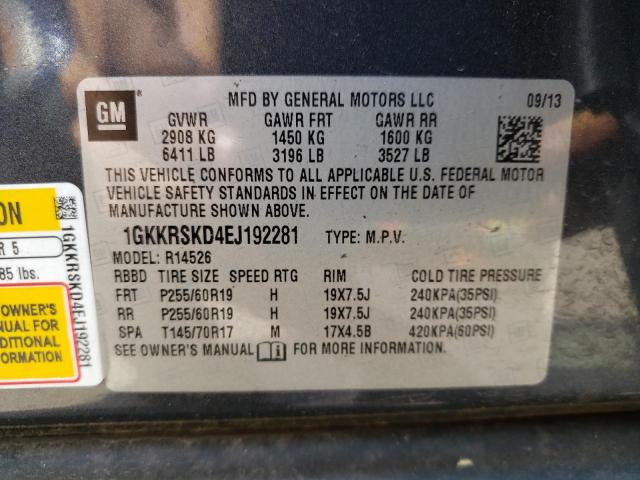 GM
MFD BY GENERAL MOTORS LLC 09/13
GVWR GAWR FRT GAWR RR
2908 KG 1450 KG 1600 KG
6411 LB 3196 LB 3527 LB
THIS VEHICLE CONFORMS TO ALL APPLICABLE U.S. FEDERAL MOTOR
VEHICLE SAFETY STANDARDS IN EFFECT ON THE DATE OF
MANUFACTURE SHOWN ABOVE.
1GKKRSKD4EJ192281 TYPE: M.P.V.
MODEL: R14526
RBBD TIRE SIZE SPEED RTG RIM COLD TIRE PRESSURE
FRT P255/60R19 H 19X7.5J 240KPA(35PSI)
RR P255/60R19 H 19X7.5J 240KPA(35PSI)
SPA T145/70R17 M 17X4.5B 420KPA(60PSI)
SEE OWNER'S MANUAL FOR MORE INFORMATION
ON
R 5
85 lbs.
OWNER'S
NUAL FOR
DITIONAL
ORMATION
1GKKRSKD4EJ192281